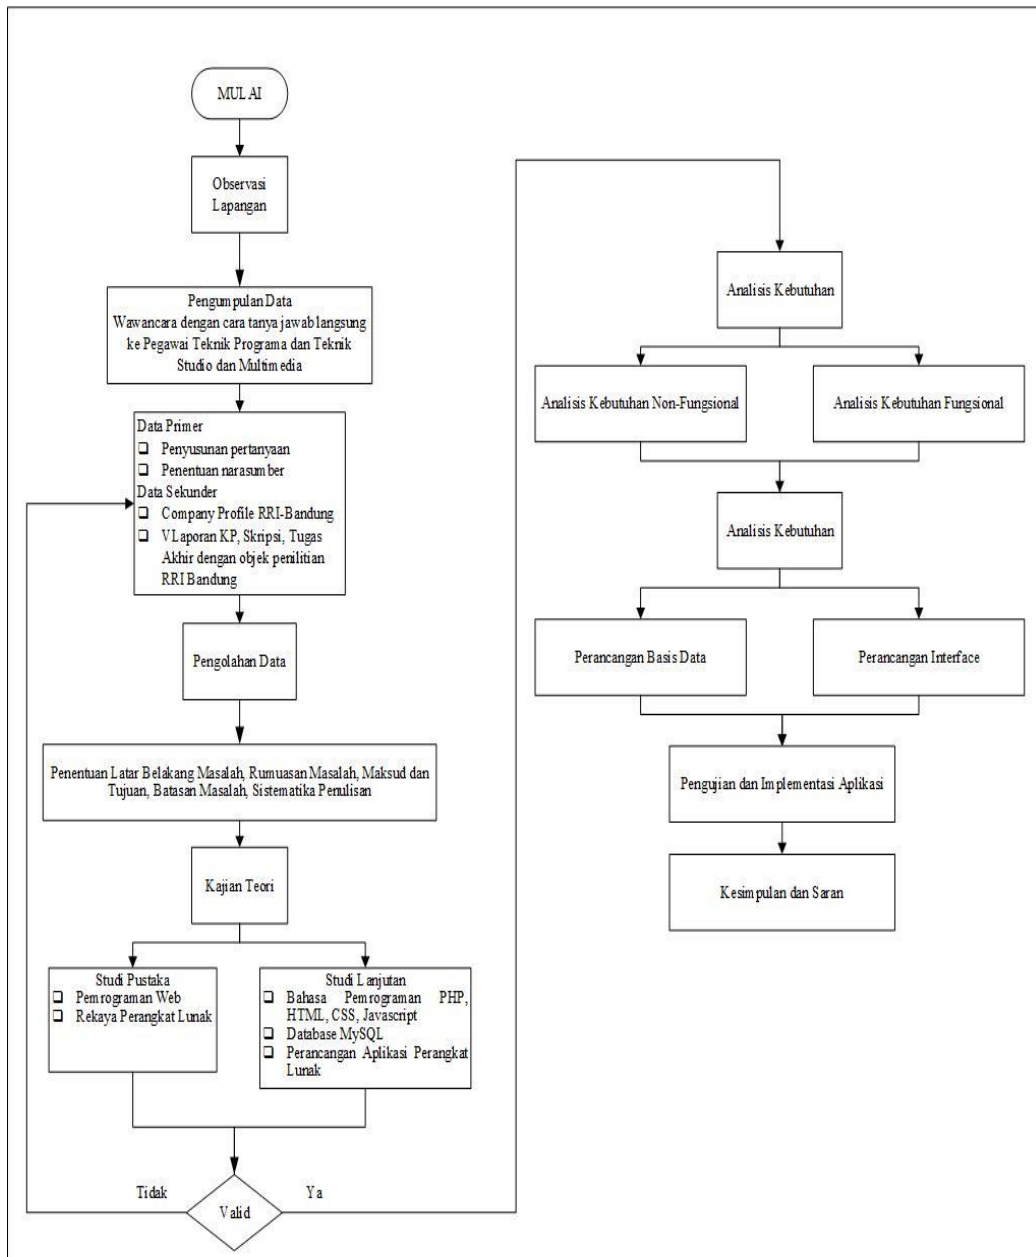 MULAI
Observasi
Lapangan
Pengumpulan Data
Wawancara dengan cara tanya jawab langsung
ke Pegawai Teknik Programa dan Teknik
Studio dan Multimedia
Data Primer
❑ Penyusunan pertanyaan
❑ Penentuan narasumber
Data Sekunder
❑ Company Profile RRI-Bandung
❑ VLaporan KP, Skripsi, Tugas
Akhir dengan objek penilitian
RRI Bandung
Pengolahan Data
Penentuan Latar Belakang Masalah, Rumuasan Masalah, Maksud dan
Tujuan, Batasan Masalah, Sistematika Penulisan
Kajian Teori
Studi Pustaka
❑ Pemrograman Web
❑ Rekaya Perangkat Lunak
Studi Lanjutan
❑ Bahasa Pemrograman PHP,
HTML, CSS, Javascript
❑ Database MySQL
❑ Perancangan Aplikasi Perangkat
Lunak
Tidak
Valid
Ya
Analisis Kebutuhan
Analisis Kebutuhan Non-Fungsional
Analisis Kebutuhan Fungsional
Analisis Kebutuhan
Perancangan Basis Data
Perancangan Interface
Pengujian dan Implementasi Aplikasi
Kesimpulan dan Saran